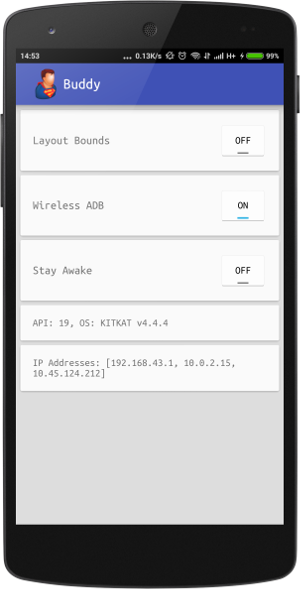 14:53 ... 0.13K/s H+ 99%
Buddy
Layout Bounds OFF
Wireless ADB ON
Stay Awake OFF
API: 19, OS: KITKAT v4.4.4
IP Addresses: [192.168.43.1, 10.0.2.15,
10.45.124.212]